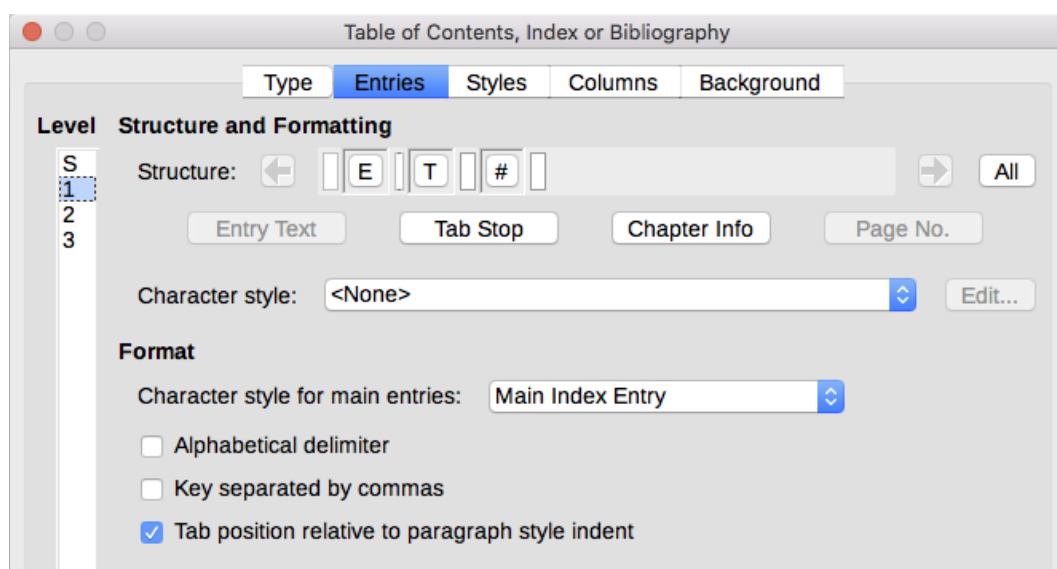 Table of Contents, Index or Bibliography
Type Entries Styles Columns Background
Level Structure and Formatting
S
1
2
3
Structure: E T # All
Entry Text Tab Stop Chapter Info Page No.
Character style: <None> Edit...
Format
Character style for main entries: Main Index Entry
Alphabetical delimiter
Key separated by commas
Tab position relative to paragraph style indent